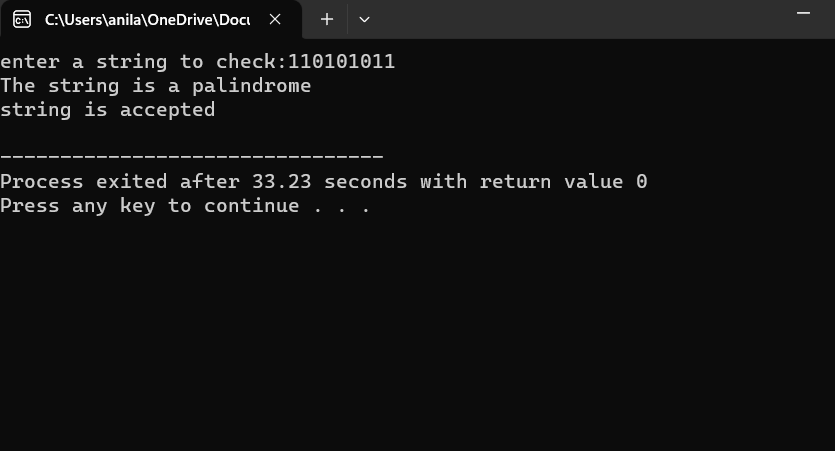 C:\Users\anila\OneDrive\Docu
enter a string to check:110101011
The string is a palindrome
string is accepted
--------------------------------
Process exited after 33.23 seconds with return value 0
Press any key to continue . . .